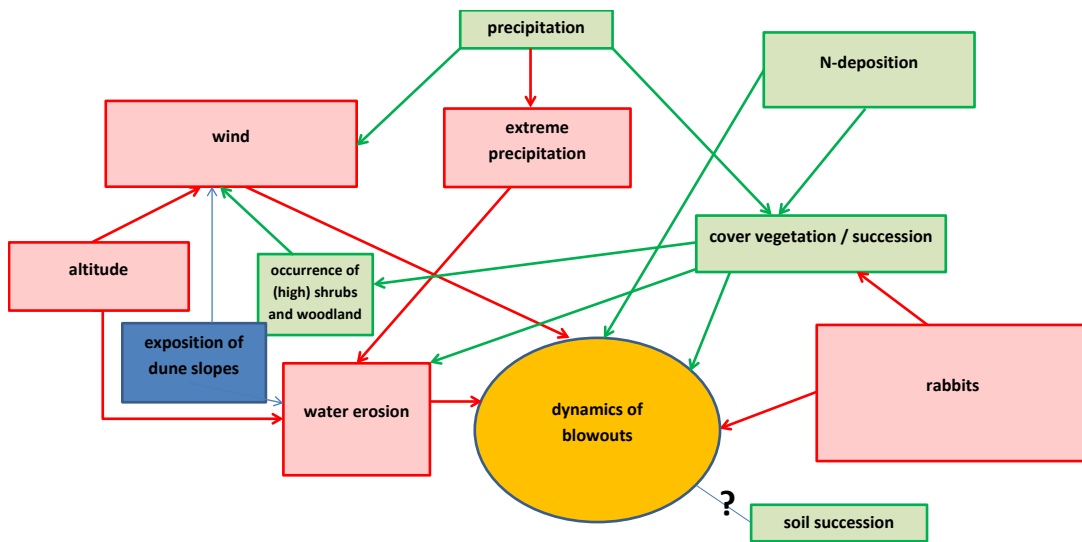 precipitation
N-deposition
wind
extreme
precipitation
cover vegetation / succession
altitude
occurrence of
(high) shrubs
and woodland
exposition of
dune slopes
rabbits
water erosion
dynamics of
blowouts
?
soil succession